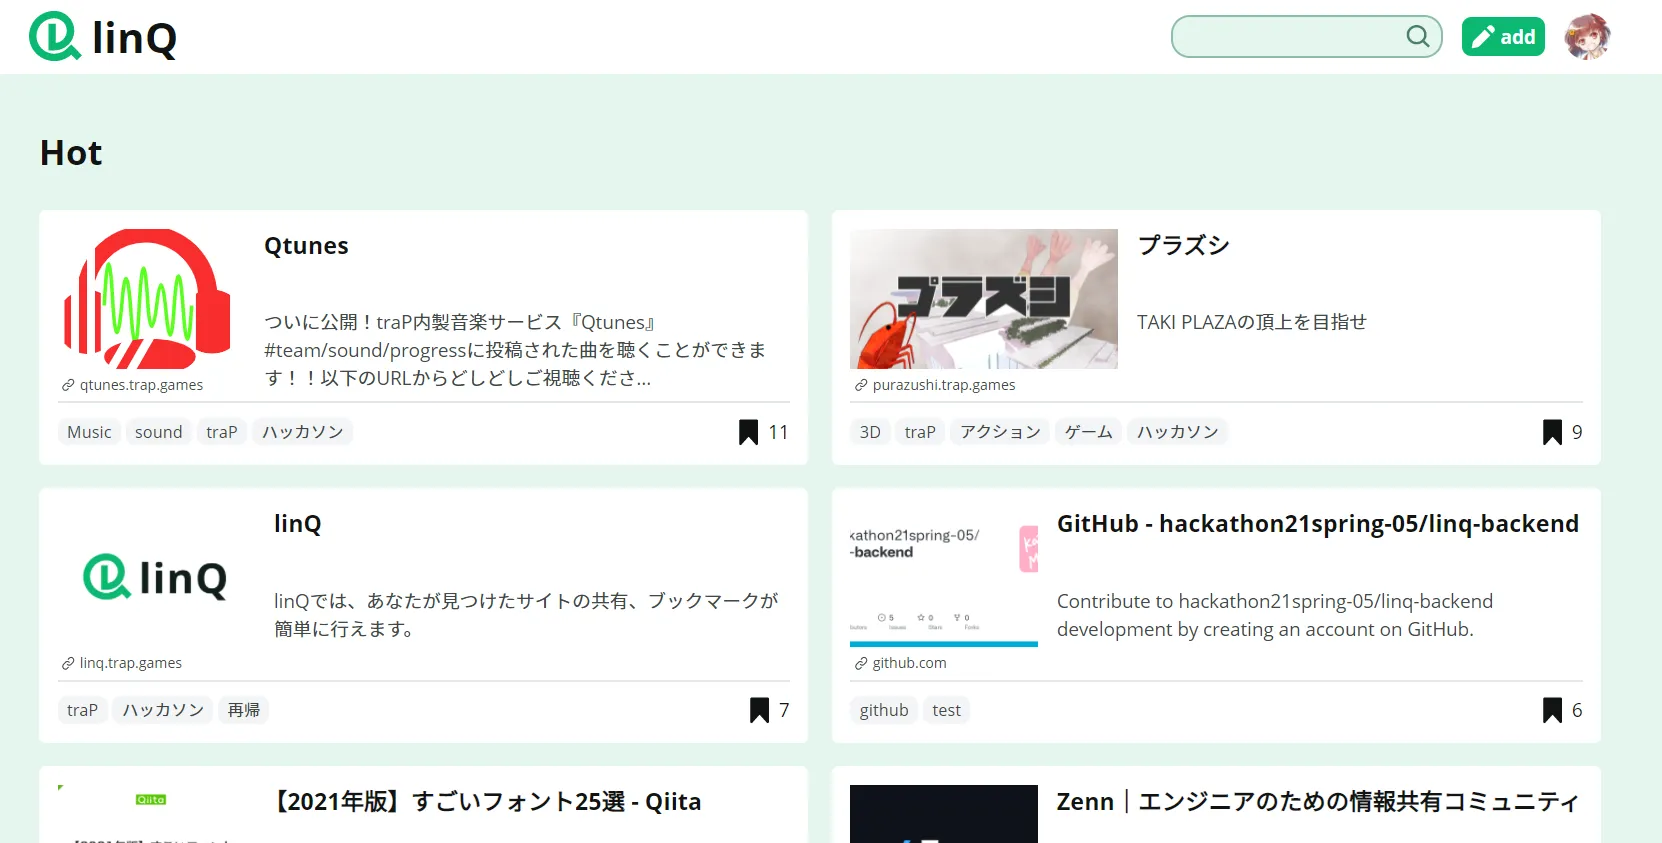 linQ
add
Hot
Qtunes
ついに公開！traP内製音楽サービス『Qtunes』
#team/sound/progressに投稿された曲を聴くことができま
す！！以下のURLからどしどしご視聴くださ...
qtunes.trap.games
Music sound traP ハッカソン
11
プラズシ
プラズシ
TAKI PLAZAの頂上を目指せ
purazushi.trap.games
3D traP アクション ゲーム ハッカソン
9
linQ
linQ
linQでは、あなたが見つけたサイトの共有、ブックマークが
簡単に行えます。
linq.trap.games
traP ハッカソン 再帰
7
kathon21spring-05/
-backend
5 0 0
Issues Stars Forks
GitHub - hackathon21spring-05/linq-backend
Contribute to hackathon21spring-05/linq-backend
development by creating an account on GitHub.
github.com
github test
6
Qiita
【2021年版】すごいフォント25選 - Qiita
Zenn｜エンジニアのための情報共有コミュニティ